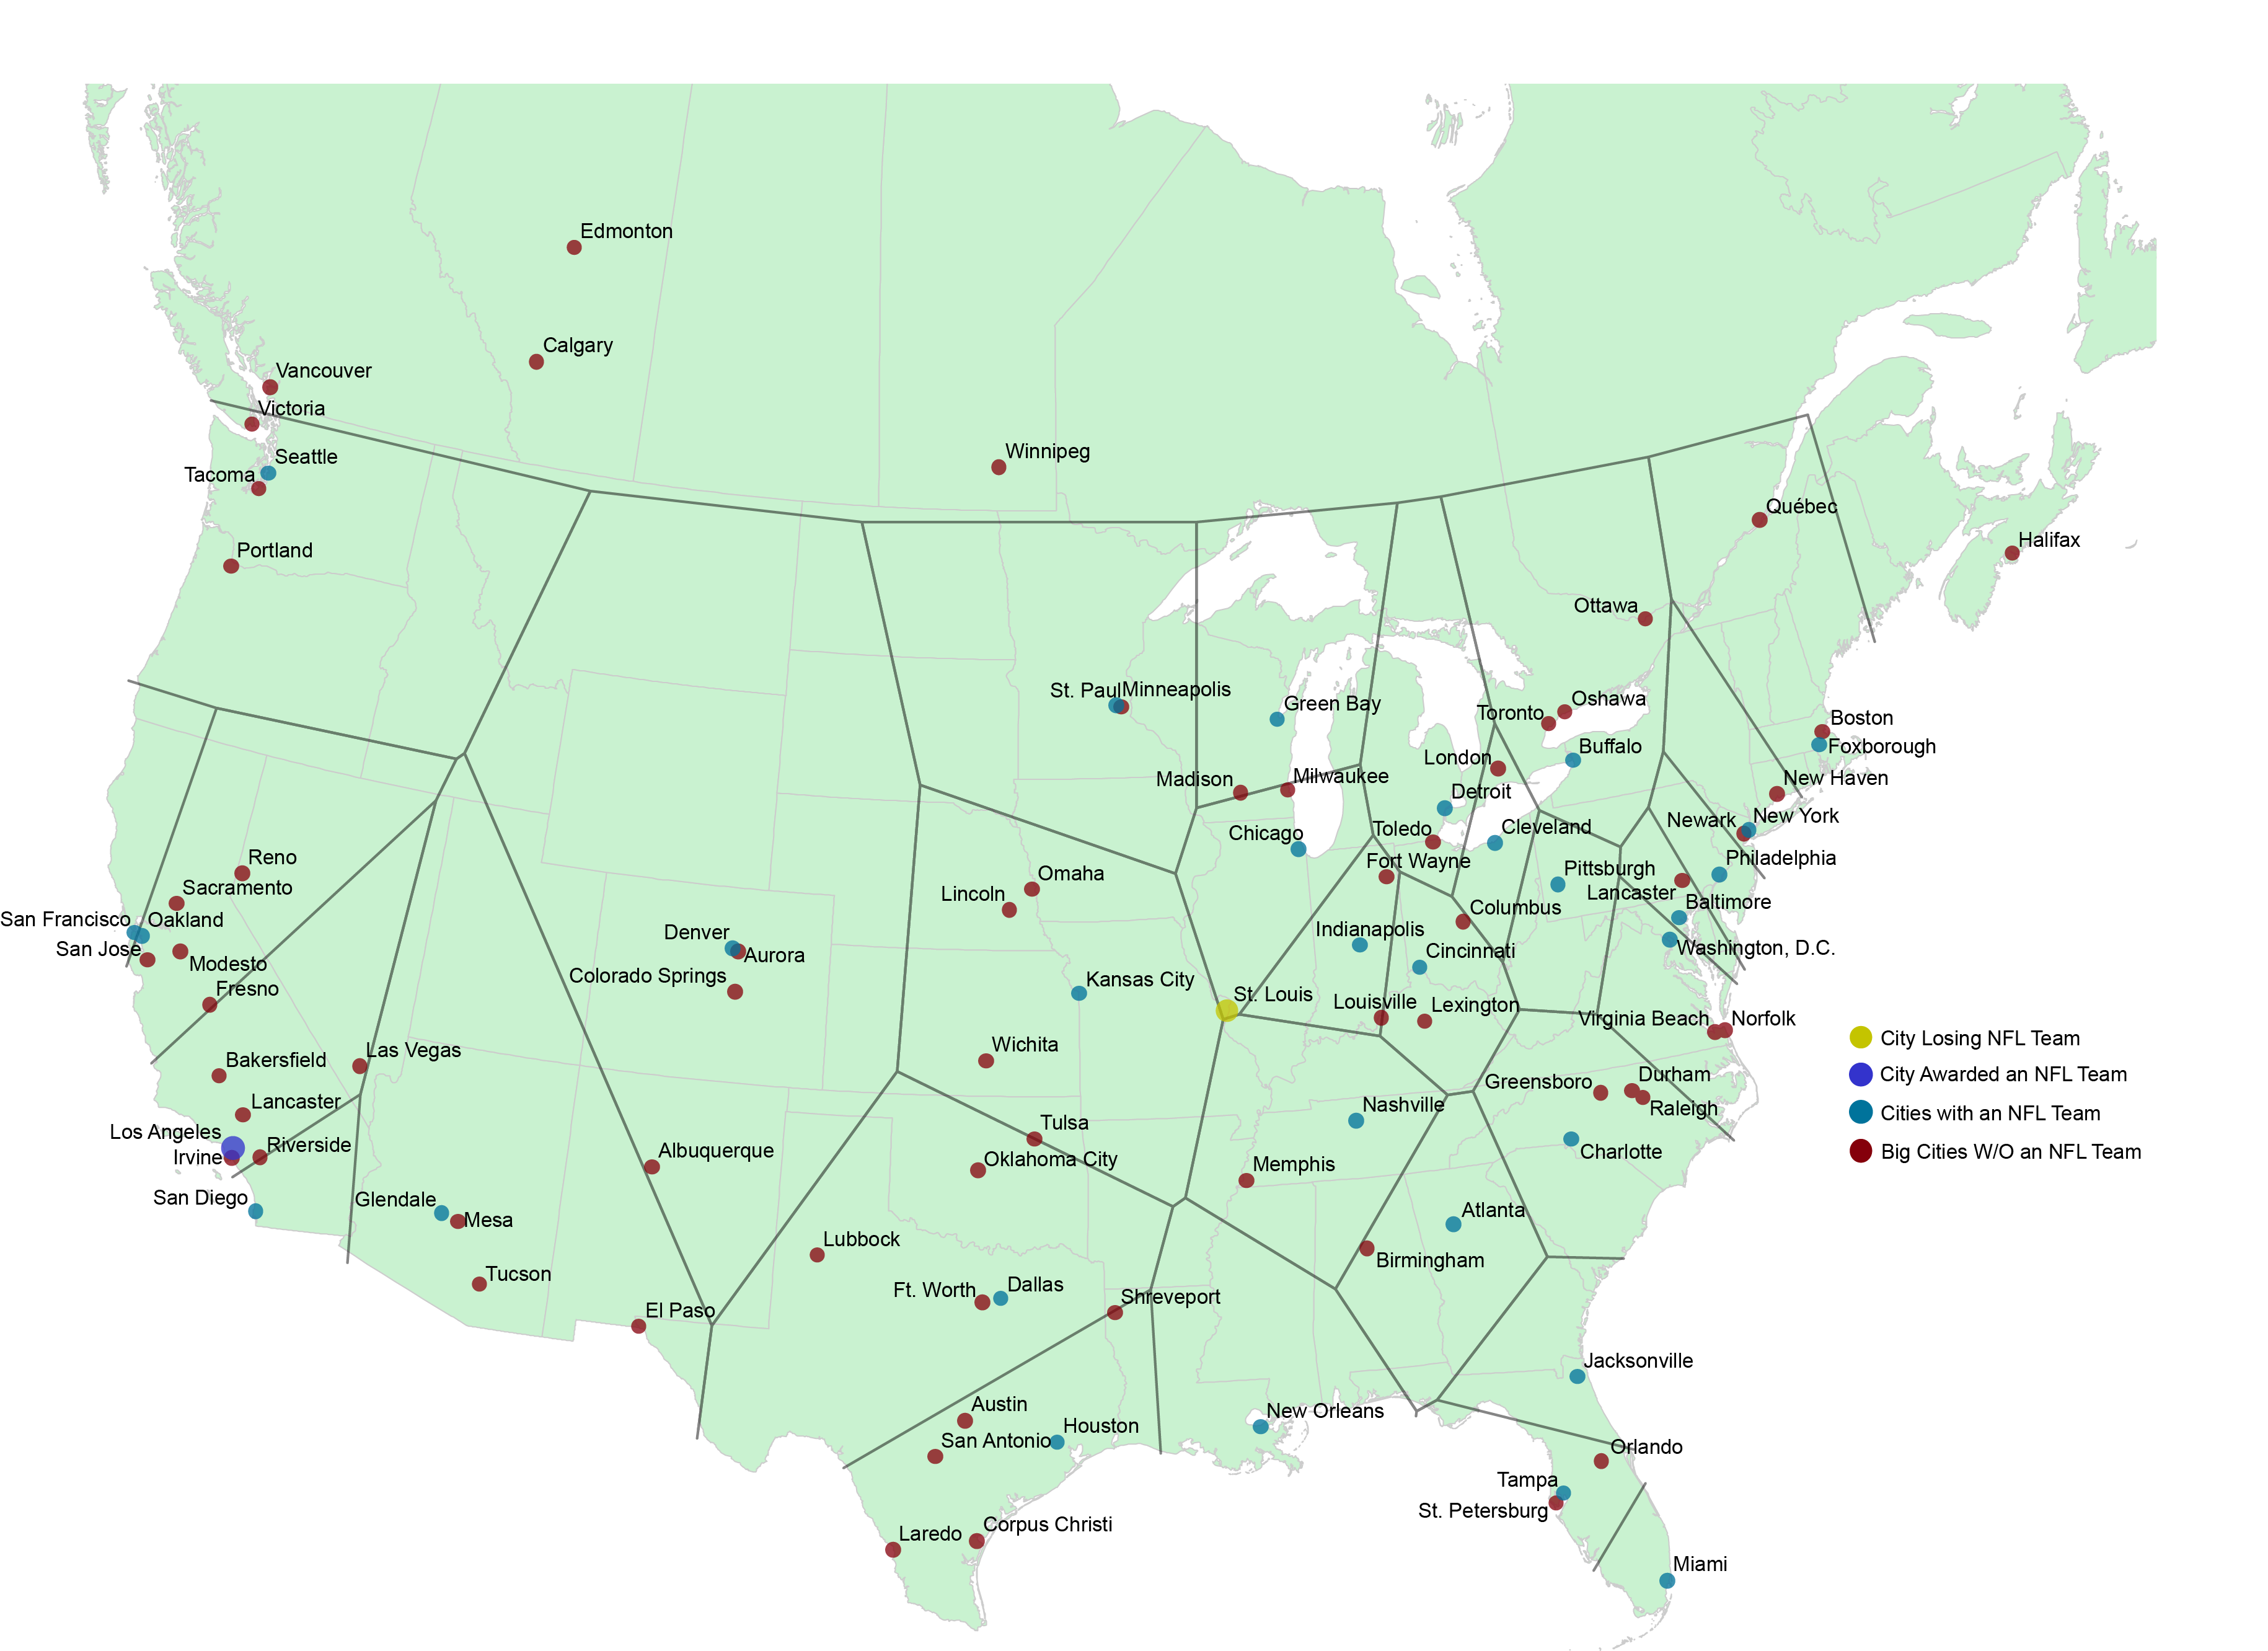 Edmonton
Calgary
Vancouver
Victoria
Winnipeg
Seattle
Tacoma
Québec
Halifax
Portland
Ottawa
St. Paul
Minneapolis
Green Bay
Oshawa
Toronto
Boston
Buffalo
Foxborough
London
Madison
Milwaukee
New Haven
Detroit
New York
Newark
Chicago
Toledo
Cleveland
Reno
Fort Wayne
Pittsburgh
Philadelphia
Omaha
Sacramento
Lincoln
Lancaster
Baltimore
San Francisco
Oakland
Columbus
Denver
Indianapolis
San Jose
Aurora
Cincinnati
Washington, D.C.
Modesto
Colorado Springs
Kansas City
Fresno
St. Louis
Louisville
Lexington
Virginia Beach
Norfolk
City Losing NFL Team
Bakersfield
Las Vegas
Wichita
City Awarded an NFL Team
Lancaster
Greensboro
Durham
Nashville
Raleigh
Cities with an NFL Team
Los Angeles
Riverside
Tulsa
Irvine
Albuquerque
Oklahoma City
Memphis
Charlotte
Big Cities W/O an NFL Team
San Diego
Glendale
Mesa
Atlanta
Lubbock
Birmingham
Tucson
Ft. Worth
Dallas
El Paso
Shreveport
Jacksonville
Austin
Houston
New Orleans
San Antonio
Orlando
Tampa
St. Petersburg
Laredo
Corpus Christi
Miami